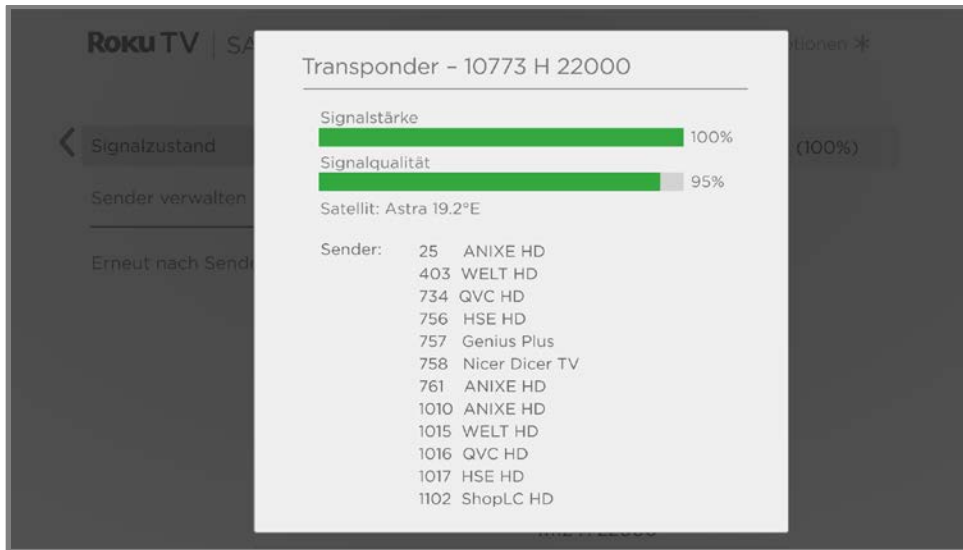 Roku TV | SA
tionen
Transponder – 10773 H 22000
Signalstärke
100%
Signalzustand
(100%)
Signalqualität
95%
Sender verwalten
Satellit: Astra 19.2°E
Erneut nach Sende
Sender:
25 ANIXE HD
403 WELT HD
734 QVC HD
756 HSE HD
757 Genius Plus
758 Nicer Dicer TV
761 ANIXE HD
1010 ANIXE HD
1015 WELT HD
1016 QVC HD
1017 HSE HD
1102 ShopLC HD